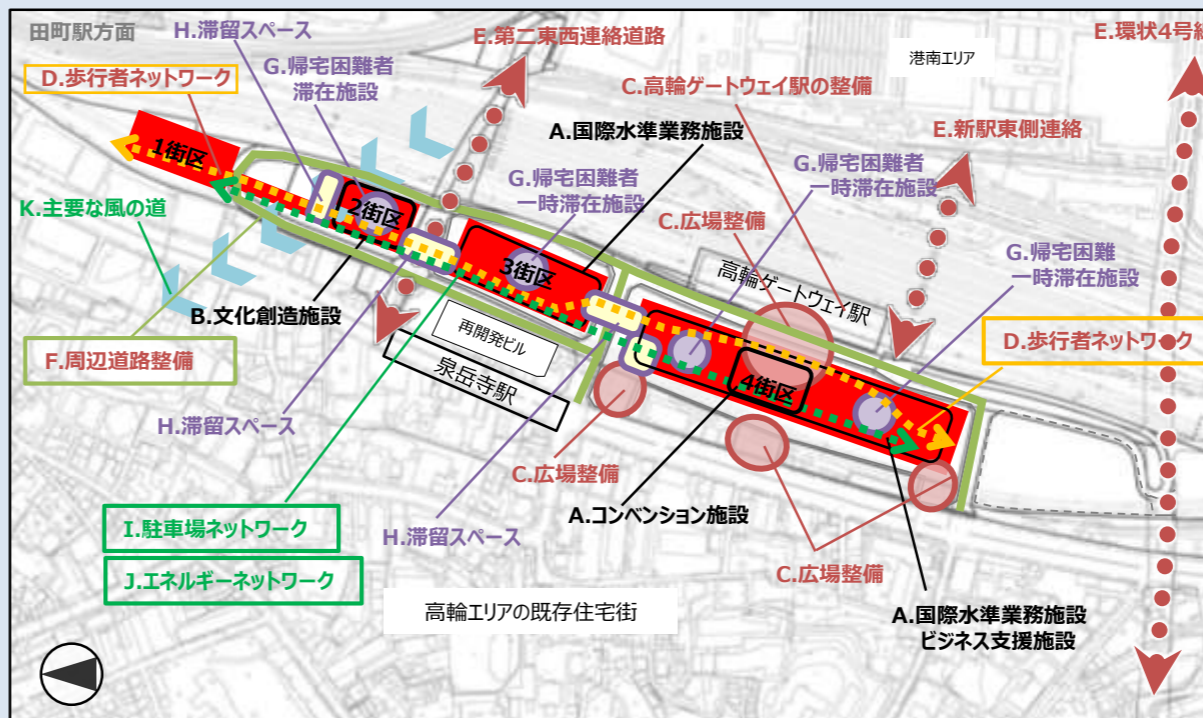 田町駅方面
H.滞留スペース
E.第二東西連絡道路
E.環状4号線
港南エリア
G.帰宅困難者
滞在施設
D.歩行者ネットワーク
C.高輪ゲートウェイ駅の整備
A.国際水準業務施設
E.新駅東側連絡
1街区
G.帰宅困難者
一時滞在施設
G.帰宅困難者
一時滞在施設
K.主要な風の道
2街区
C.広場整備
3街区
高輪ゲートウェイ駅
G.帰宅困難
一時滞在施設
B.文化創造施設
再開発ビル
D.歩行者ネットワーク
F.周辺道路整備
泉岳寺駅
4街区
H.滞留スペース
C.広場整備
A.コンベンション施設
I.駐車場ネットワーク
H.滞留スペース
J.エネルギーネットワーク
C.広場整備
高輪エリアの既存住宅街
A.国際水準業務施設
ビジネス支援施設